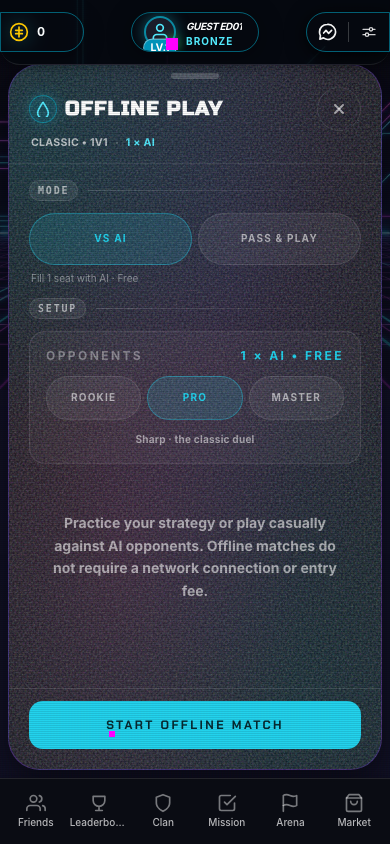 0
GUEST ED01
LV.
BRONZE
OFFLINE PLAY
CLASSIC • 1V1 · 1 × AI
MODE
VS AI
PASS & PLAY
Fill 1 seat with AI · Free
SETUP
OPPONENTS
1 × AI • FREE
ROOKIE
PRO
MASTER
Sharp · the classic duel
Practice your strategy or play casually
against AI opponents. Offline matches do
not require a network connection or entry
fee.
START OFFLINE MATCH
Friends
Leaderbo...
Clan
Mission
Arena
Market